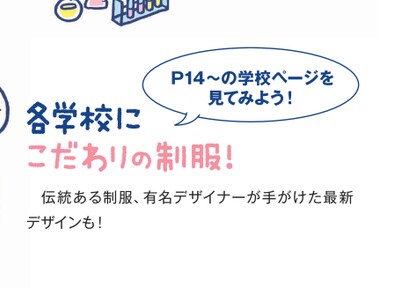 P14～の学校ページを
見てみよう！
各学校に
こだわりの制服！
伝統ある制服、有名デザイナーが手がけた最新
デザインも！